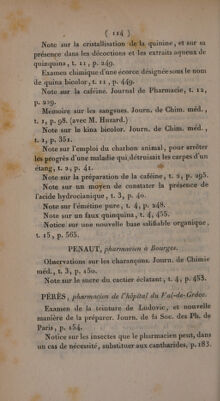 ( 114 )
Note sur la cristallisation de la quinine, et sur sa
présence dans les décoctions et les extraits aqueux de
quinquina, t. 11, p. 249.
Examen chimique d'une écorce désignée sous le nom
de quina bicolor, t. 11, p. 449.
Note sur la caféine. Journal de Pharmacie, t. 12,
p. 229.
Mémoire sur les sangsues. Journ. de Chim. méd.,
t. 1, p. 98. (avec M. Huzard.)
Note sur le kina bicolor. Journ. de Chim. méd.,
t. 1, p. 351.
Note sur l'emploi du charbon animal, pour arrêter
les progrès d'une maladie qui détruisait les carpes d'un
étang, t. 2, p. 41.
Note sur la préparation de la caféine, t. 2, p. 295.
Note sur un moyen de constater la présence de
l'acide hydrocianique, t. 3, p. 40.
Note sur l'émétine pure, t. 4, p. 248.
Note sur un faux quinquina, t. 4, 455.
Notice sur une nouvelle base salifiable organique,
t. 15, p. 565.
PENAUT, pharmacien à Bourges.
Observations sur les charançons. Journ. de Chimie
méd., t. 3, p. 150.
Note sur le sucre du cactier éclatant, t. 4, p. 483.
PÉRÈS, pharmacien de l'hôpital du Val-de-Grâce.
Examen de la teinture de Ludovic, et nouvelle
manière de la préparer. Journ. de la Soc. des Ph. de
Paris, p. 154.
Notice sur les insectes que le pharmacien peut, dans
un cas de nécessité, substituer aux cantharides, p. 183.